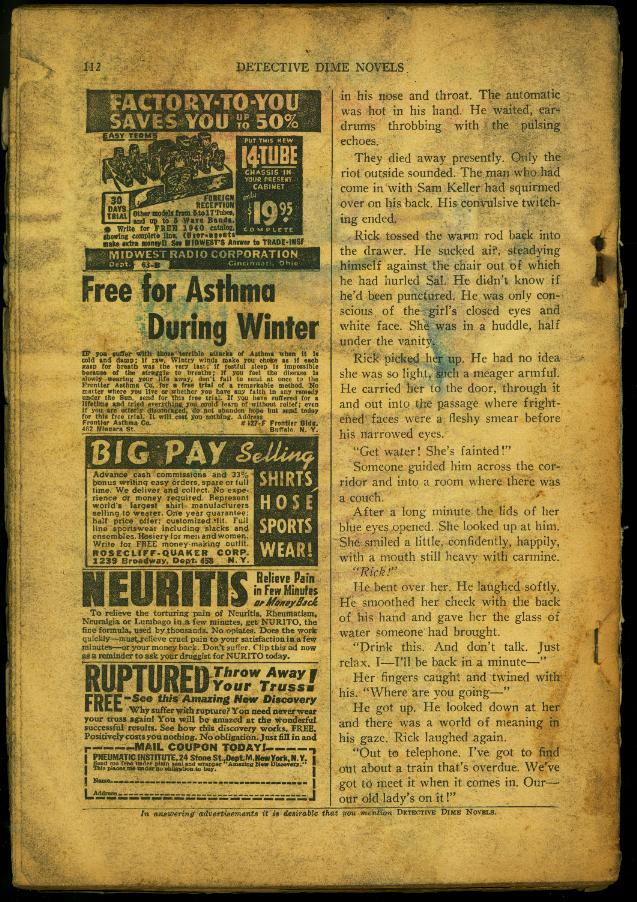 112
DETECTIVE DIME NOVELS
FACTORY-TO-YOU
SAVES YOU UP TO 50%
EASY TERMS
PUT THIS NEW
14-TUBE
CHASSIS IN
YOUR PRESENT
CABINET
only
$19.95
COMPLETE
30
DAYS
TRIAL
FOREIGN
RECEPTION
Other models from 5 to 17 Tubes,
and up to 5 Wave Bands.
Write for FREE 1940 catalog,
showing complete line. (User-agents
make extra money!) See MIDWEST'S Answer to TRADE-INS!
MIDWEST RADIO CORPORATION
Dept. 63-B Cincinnati, Ohio
Free for Asthma
During Winter
If you suffer with those terrible attacks of Asthma when it is
cold and damp; if raw, Wintry winds make you choke as if each
gasp for breath was the very last; if restful sleep is impossible
because of the struggle to breathe; if you feel the disease is
slowly wearing your life away, don't fail to send at once to the
Frontier Asthma Co. for a free trial of a remarkable method. No
matter where you live or whether you have any faith in any remedy
under the Sun, send for this free trial. If you have suffered for a
lifetime and tried everything you could learn of without relief; even
if you are utterly discouraged, do not abandon hope but send today
for this free trial. It will cost you nothing. Address
Frontier Asthma Co. Frontier Bldg.
462 Niagara St. Buffalo, N. Y.
BIG PAY Selling
SHIRTS
HOSE
SPORTS
WEAR!
Advance cash commissions and 33%
bonus writing easy orders, spare or full
time. We deliver and collect. No expe-
rience or money required. Represent
world's largest shirt manufacturers
selling to wearer. One year guarantee;
half price offer; customized fit. Full
line sportswear including slacks and
ensembles. Hosiery for men and women.
Write for FREE money-making outfit.
ROSECLIFF-QUAKER CORP.
1239 Broadway, Dept. 458 N. Y.
NEURITIS Relieve Pain
in Few Minutes
or Money Back
To relieve the torturing pain of Neuritis, Rheumatism,
Neuralgia or Lumbago in a few minutes, get NURITO, the
fine formula, used by thousands. No opiates. Does the work
quickly—must relieve cruel pain to your satisfaction in a few
minutes—or your money back. Don't suffer. Clip this ad now
as a reminder to ask your druggist for NURITO today.
RUPTURED Throw Away
Your Truss!
FREE—See this Amazing New Discovery
Why suffer with rupture? You need never wear
your truss again! You will be amazed at the wonderful
successful results. See how this discovery works, FREE.
Positively costs you nothing. No obligation. Just fill in and
MAIL COUPON TODAY!
PNEUMATIC INSTITUTE, 24 Stone St., Dept. M, New York, N. Y.
Send me free under plain seal and wrapper "Amazing New Discovery."
This places me under no obligation to buy.
Name
Address
in his nose and throat. The automatic
was hot in his hand. He waited, ear-
drums throbbing with the pulsing
echoes.
They died away presently. Only the
riot outside sounded. The man who had
come in with Sam Keller had squirmed
over on his back. His convulsive twitch-
ing ended.
Rick tossed the warm rod back into
the drawer. He sucked air, steadying
himself against the chair out of which
he had hurled Sal. He didn't know if
he'd been punctured. He was only con-
scious of the girl's closed eyes and
white face. She was in a huddle, half
under the vanity.
Rick picked her up. He had no idea
she was so light, such a meager armful.
He carried her to the door, through it
and out into the passage where fright-
ened faces were a fleshy smear before
his narrowed eyes.
"Get water! She's fainted!"
Someone guided him across the cor-
ridor and into a room where there was
a couch.
After a long minute the lids of her
blue eyes opened. She looked up at him.
She smiled a little, confidently, happily,
with a mouth still heavy with carmine.
"Rick!"
He bent over her. He laughed softly.
He smoothed her cheek with the back
of his hand and gave her the glass of
water someone had brought.
"Drink this. And don't talk. Just
relax. I—I'll be back in a minute—"
Her fingers caught and twined with
his. "Where are you going—"
He got up. He looked down at her
and there was a world of meaning in
his gaze. Rick laughed again.
"Out to telephone. I've got to find
out about a train that's overdue. We've
got to meet it when it comes in. Our—
our old lady's on it!"
In answering advertisements it is desirable that you mention DETECTIVE DIME NOVELS.